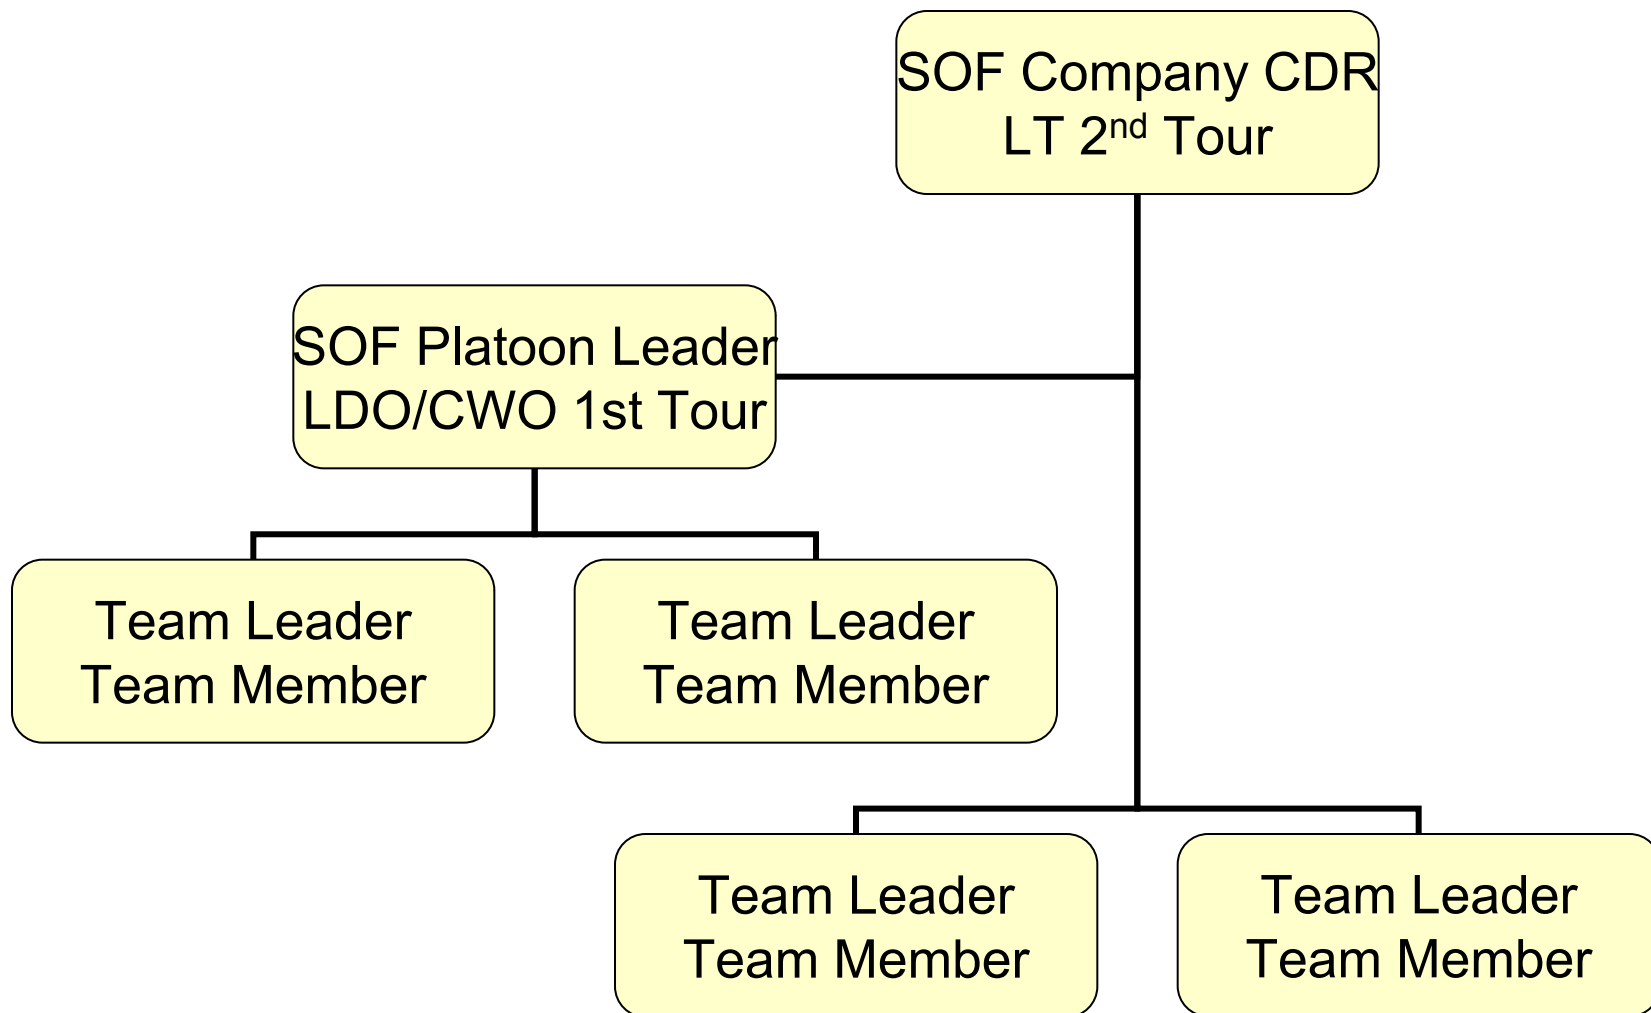 SOF Company CDR
LT 2nd Tour
SOF Platoon Leader
LDO/CWO 1st Tour
Team Leader
Team Member
Team Leader
Team Member
Team Leader
Team Member
Team Leader
Team Member